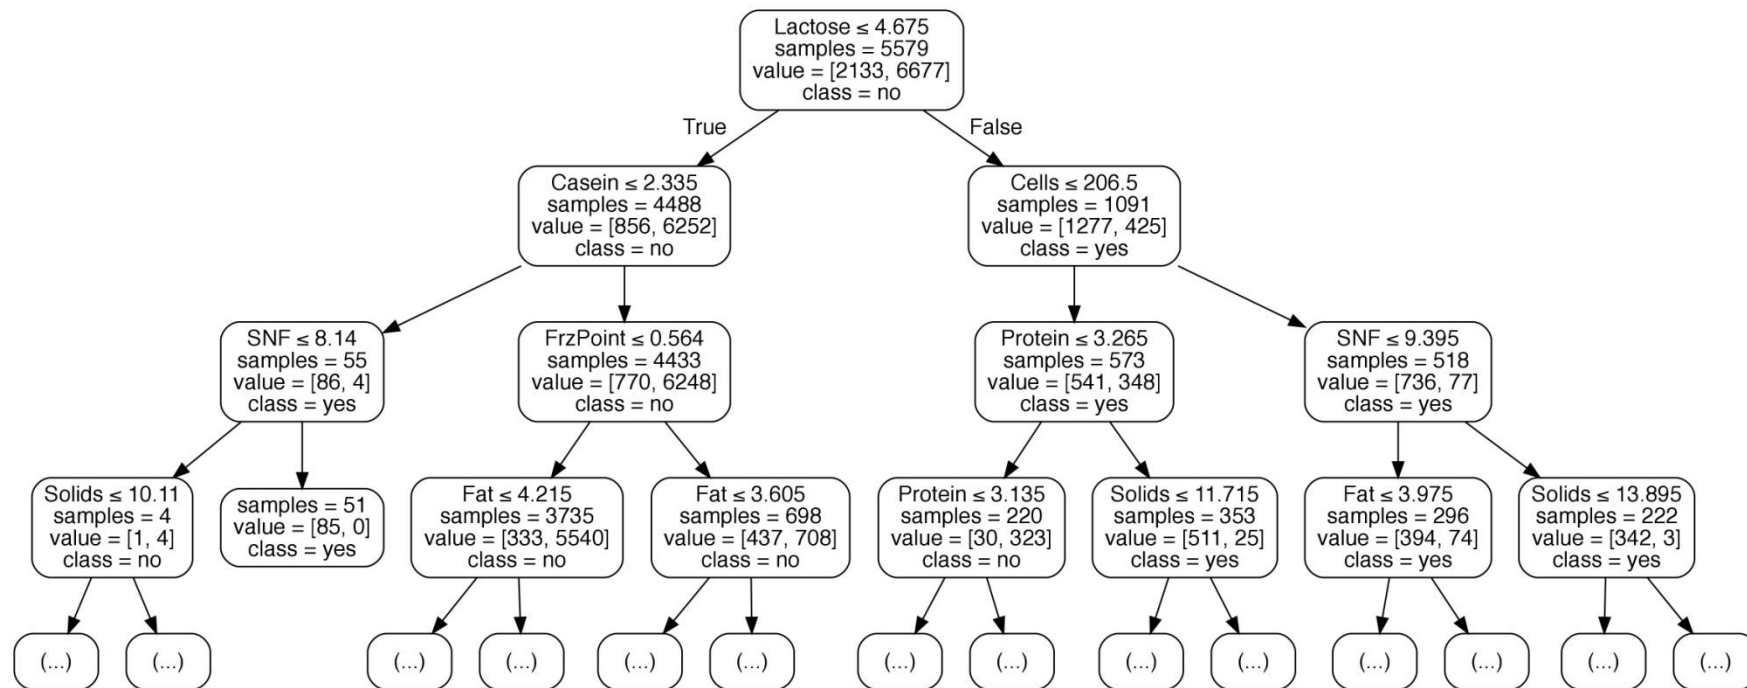 Lactose ≤ 4.675
samples = 5579
value = [2133, 6677]
class = no
True
False
Casein ≤ 2.335
samples = 4488
value = [856, 6252]
class = no
Cells ≤ 206.5
samples = 1091
value = [1277, 425]
class = yes
SNF ≤ 8.14
samples = 55
value = [86, 4]
class = yes
FrzPoint ≤ 0.564
samples = 4433
value = [770, 6248]
class = no
Protein ≤ 3.265
samples = 573
value = [541, 348]
class = yes
SNF ≤ 9.395
samples = 518
value = [736, 77]
class = yes
Solids ≤ 10.11
samples = 4
value = [1, 4]
class = no
samples = 51
value = [85, 0]
class = yes
Fat ≤ 4.215
samples = 3735
value = [333, 5540]
class = no
Fat ≤ 3.605
samples = 698
value = [437, 708]
class = no
Protein ≤ 3.135
samples = 220
value = [30, 323]
class = no
Solids ≤ 11.715
samples = 353
value = [511, 25]
class = yes
Fat ≤ 3.975
samples = 296
value = [394, 74]
class = yes
Solids ≤ 13.895
samples = 222
value = [342, 3]
class = yes
(...)
(...)
(...)
(...)
(...)
(...)
(...)
(...)
(...)
(...)
(...)
(...)
(...)
(...)